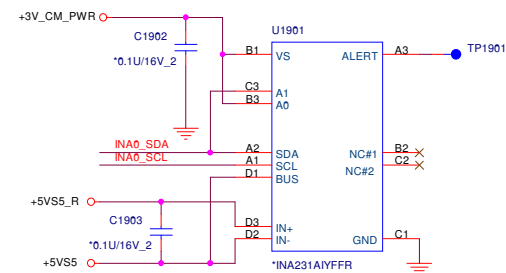 U1901
+3V_CM_PWR
C1902
*0.1U/16V_2
B1 VS ALERT A3 TP1901
C3 A1
B3 A0
INA0_SDA A2 SDA NC#1 B2
INA0_SCL A1 SCL NC#2 C2
D1 BUS
+5VS5_R
C1903
D3 IN+
*0.1U/16V_2 D2 IN- GND C1
+5VS5
*INA231AIYFFR